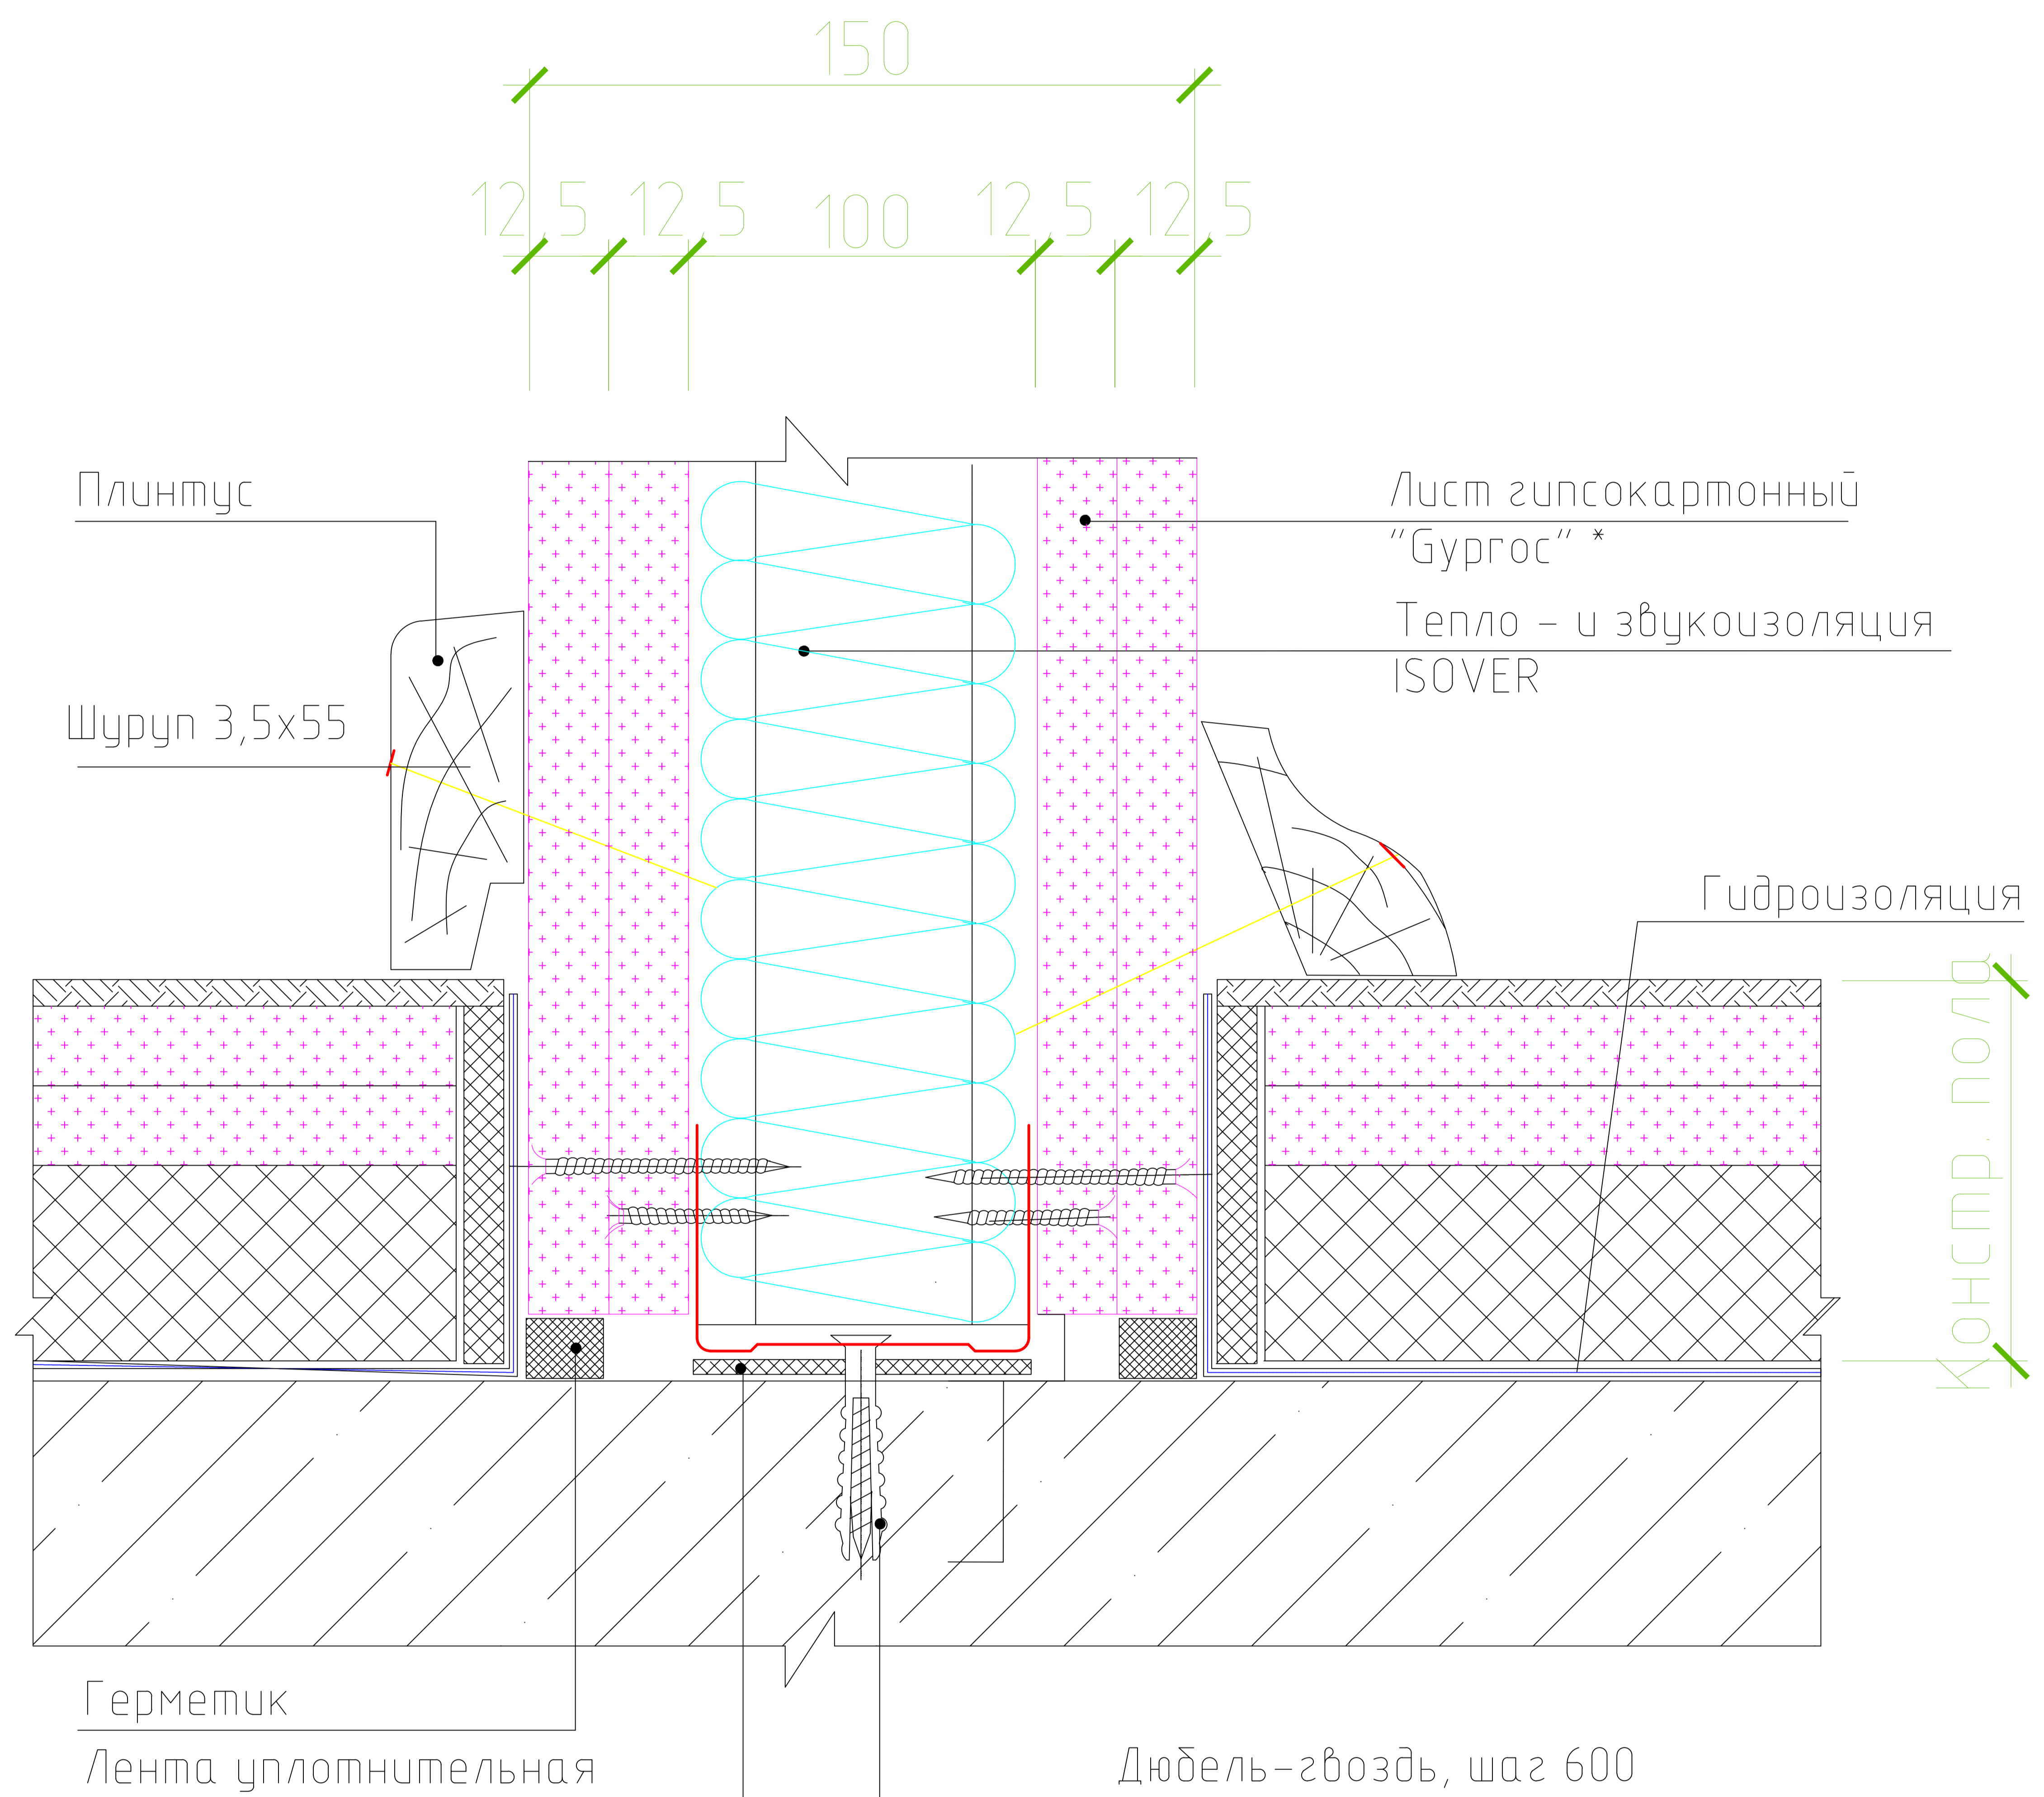 150
12,5 12,5 100 12,5 12,5
Плинтус
Лист гипсокартонный
"Gyproc" *
Тепло - и звукоизоляция
ISOVER
Шуруп 3,5х55
Гидроизоляция
Констр. пола
Герметик
Лента уплотнительная
Дюбель-гвоздь, шаг 600